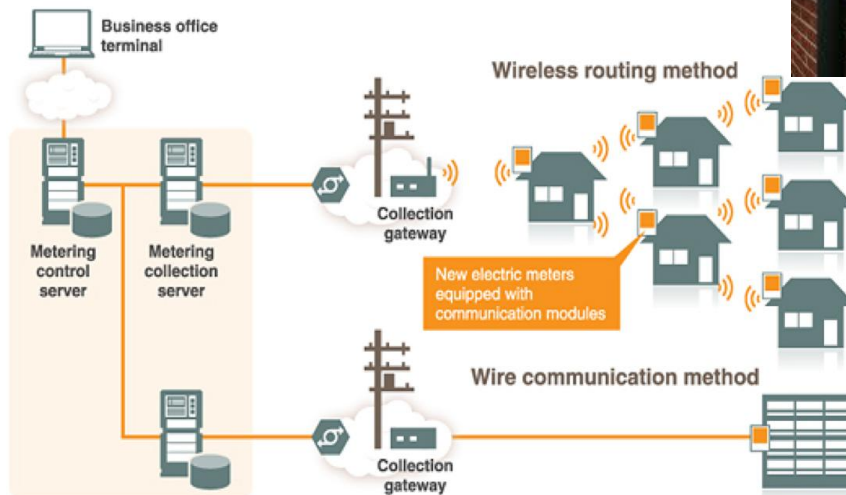 Business office
terminal
Wireless routing method
Metering
control
server
Metering
collection
server
Collection
gateway
New electric meters
equipped with
communication modules
Wire communication method
Collection
gateway